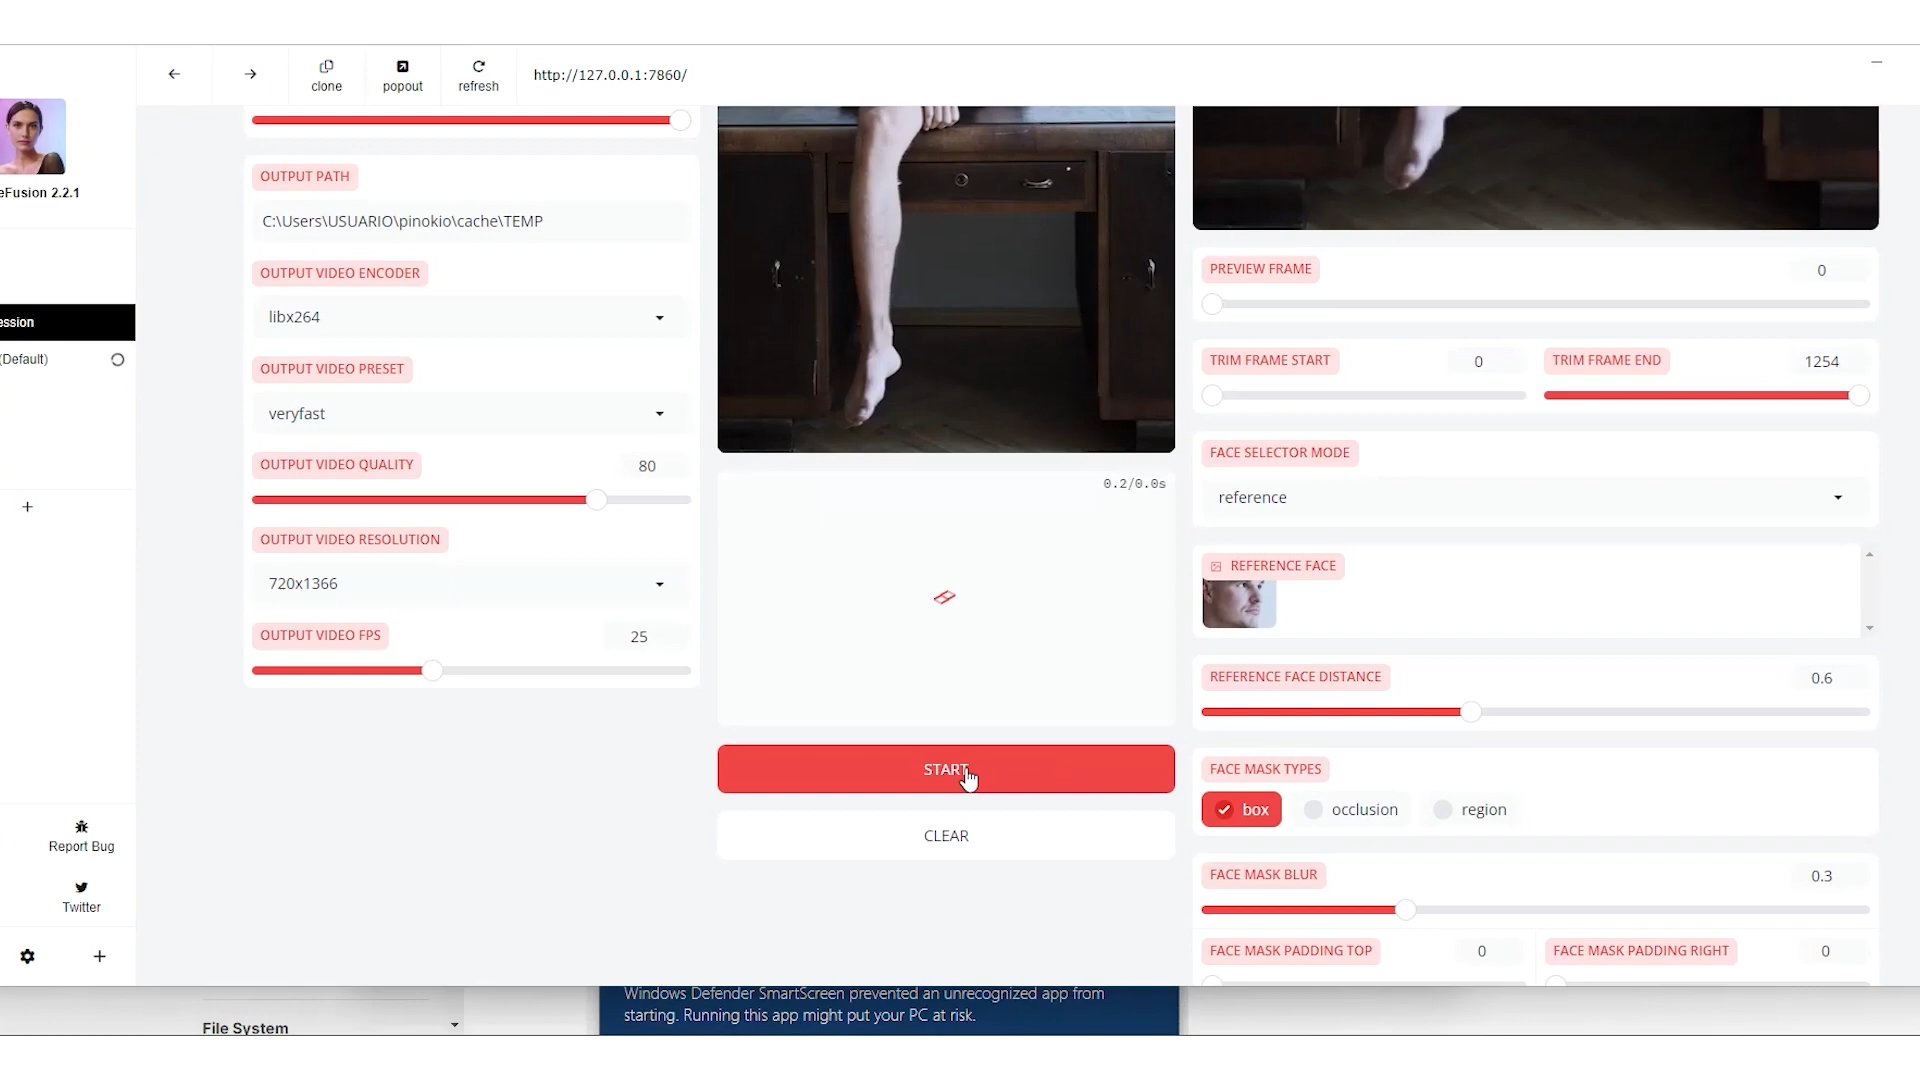 clone
popout
refresh
http://127.0.0.1:7860/
eFusion 2.2.1
ession
(Default)
Report Bug
Twitter
OUTPUT PATH
C:\Users\USUARIO\pinokio\cache\TEMP
OUTPUT VIDEO ENCODER
libx264
OUTPUT VIDEO PRESET
veryfast
OUTPUT VIDEO QUALITY
80
OUTPUT VIDEO RESOLUTION
720x1366
OUTPUT VIDEO FPS
25
0.2/0.0s
START
CLEAR
PREVIEW FRAME
0
TRIM FRAME START
0
TRIM FRAME END
1254
FACE SELECTOR MODE
reference
REFERENCE FACE
REFERENCE FACE DISTANCE
0.6
FACE MASK TYPES
box
occlusion
region
FACE MASK BLUR
0.3
FACE MASK PADDING TOP
0
FACE MASK PADDING RIGHT
0
File System
Windows Defender SmartScreen prevented an unrecognized app from
starting. Running this app might put your PC at risk.